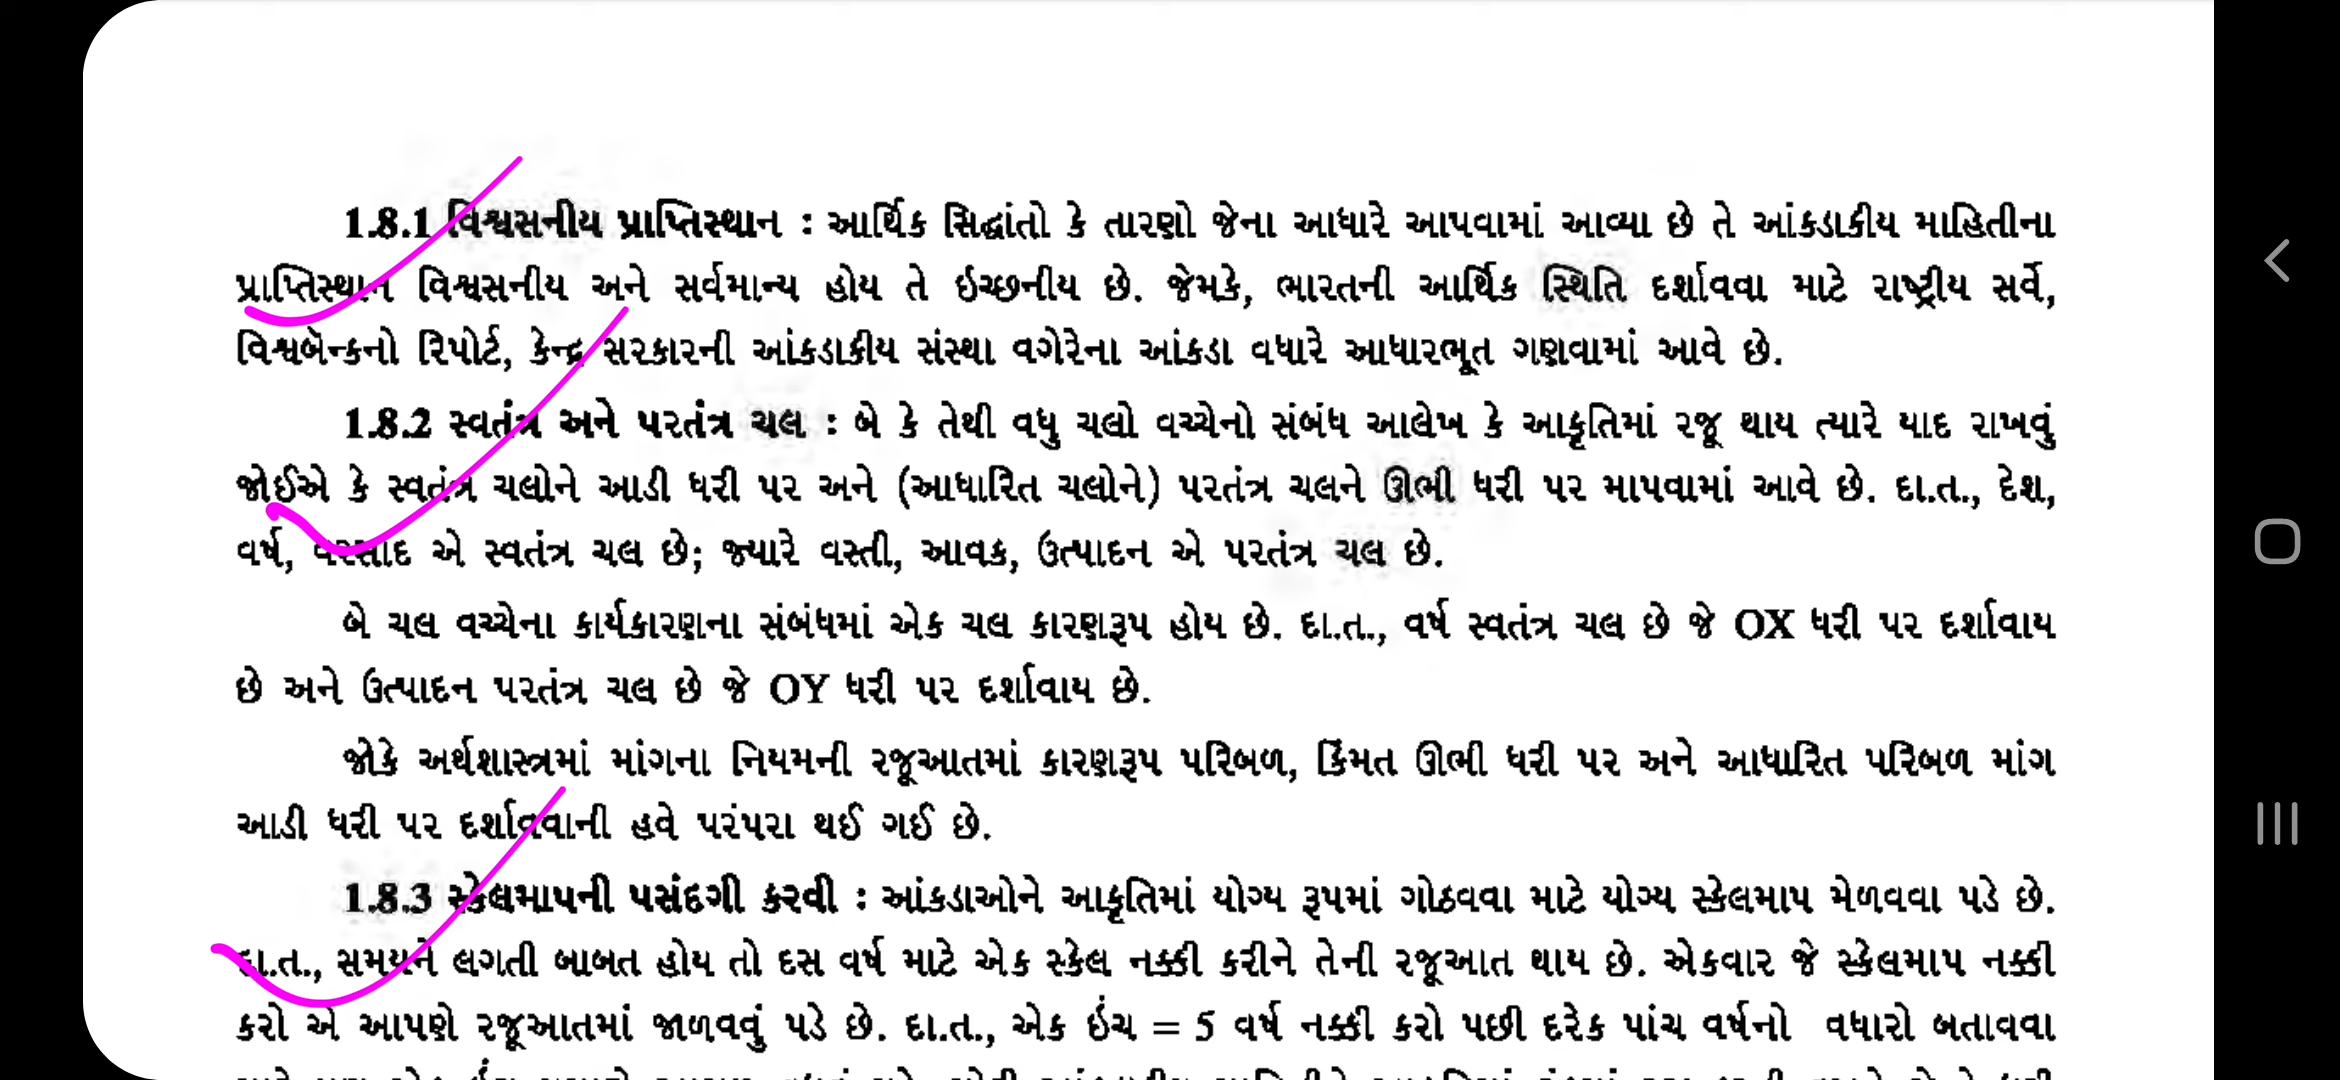 1.8.1 વિશ્વસનીય પ્રાપ્તિસ્થાન : આર્થિક સિદ્ધાંતો કે તારણો જેના આધારે આપવામાં આવ્યા છે તે આંકડાકીય માહિતીના
પ્રાપ્તિસ્થાન વિશ્વસનીય અને સર્વમાન્ય હોય તે ઇચ્છનીય છે. જેમકે, ભારતની આર્થિક સ્થિતિ દર્શાવવા માટે રાષ્ટ્રીય સર્વે,
વિશ્વબૅન્કનો રિપોર્ટ, કેન્દ્ર સરકારની આંકડાકીય સંસ્થા વગેરેના આંકડા વધારે આધારભૂત ગણવામાં આવે છે.
1.8.2 સ્વતંત્ર અને પરતંત્ર ચલ : બે કે તેથી વધુ ચલો વચ્ચેનો સંબંધ આલેખ કે આકૃતિમાં રજૂ થાય ત્યારે યાદ રાખવું
જોઈએ કે સ્વતંત્ર ચલોને આડી ધરી પર અને (આધારિત ચલોને) પરતંત્ર ચલને ઊભી ધરી પર માપવામાં આવે છે. દા.ત., દેશ,
વર્ષ, વરસાદ એ સ્વતંત્ર ચલ છે; જ્યારે વસ્તી, આવક, ઉત્પાદન એ પરતંત્ર ચલ છે.
બે ચલ વચ્ચેના કાર્યકારણના સંબંધમાં એક ચલ કારણરૂપ હોય છે. દા.ત., વર્ષ સ્વતંત્ર ચલ છે જે OX ધરી પર દર્શાવાય
છે અને ઉત્પાદન પરતંત્ર ચલ છે જે OY ધરી પર દર્શાવાય છે.
જોકે અર્થશાસ્ત્રમાં માંગના નિયમની રજૂઆતમાં કારણરૂપ પરિબળ, કિંમત ઊભી ધરી પર અને આધારિત પરિબળ માંગ
આડી ધરી પર દર્શાવવાની હવે પરંપરા થઈ ગઈ છે.
1.8.3 સ્કેલમાપની પસંદગી કરવી : આંકડાઓને આકૃતિમાં યોગ્ય રૂપમાં ગોઠવવા માટે યોગ્ય સ્કેલમાપ મેળવવા પડે છે.
દા.ત., સમયને લગતી બાબત હોય તો દસ વર્ષ માટે એક સ્કેલ નક્કી કરીને તેની રજૂઆત થાય છે. એકવાર જે સ્કેલમાપ નક્કી
કરો એ આપણે રજૂઆતમાં જાળવવું પડે છે. દા.ત., એક ઇંચ = 5 વર્ષ નક્કી કરો પછી દરેક પાંચ વર્ષનો વધારો બતાવવા